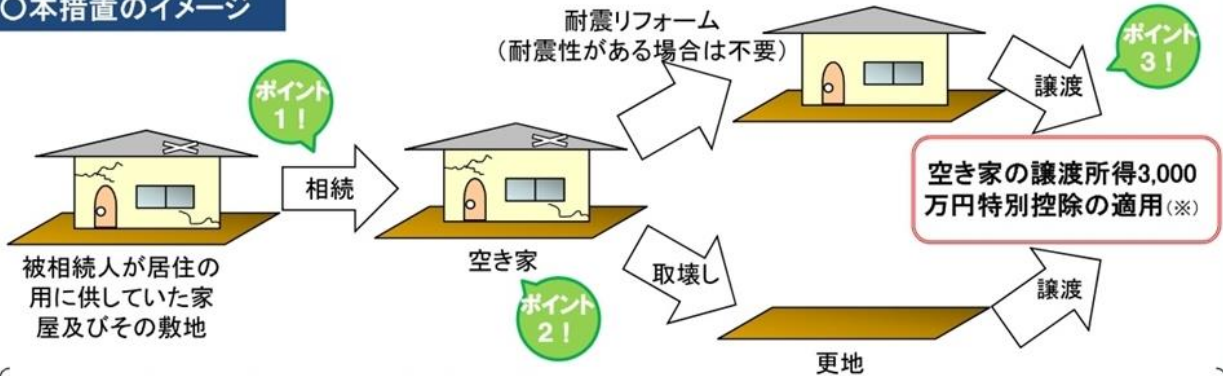 〇本措置のイメージ
ポイント
1！
相続
被相続人が居住の
用に供していた家
屋及びその敷地
空き家
ポイント
2！
耐震リフォーム
（耐震性がある場合は不要）
取壊し
更地
譲渡
譲渡
ポイント
3！
空き家の譲渡所得3,000
万円特別控除の適用(※)